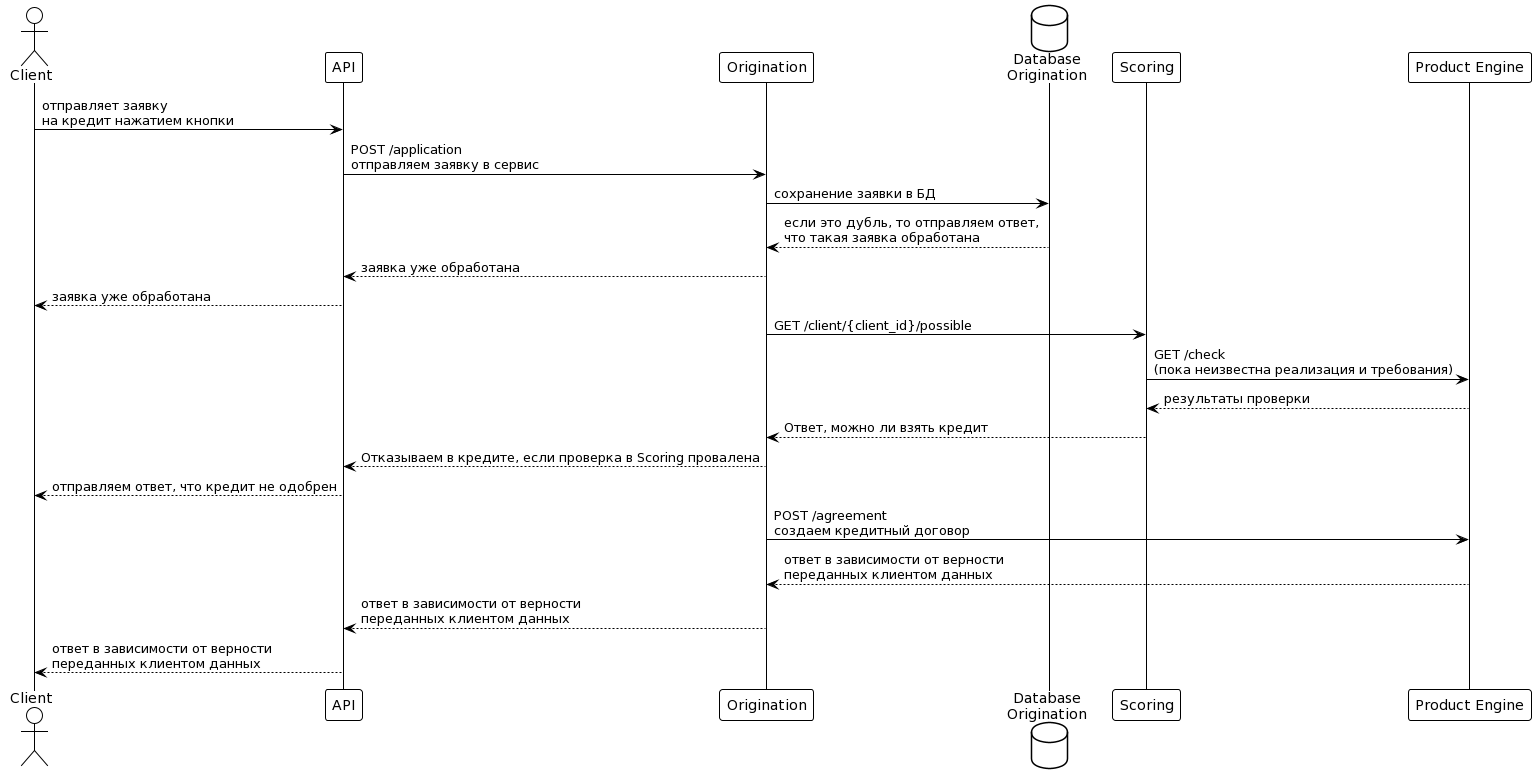 Client
API
Origination
Database
Origination
Scoring
Product Engine
отправляет заявку
на кредит нажатием кнопки
POST /application
отправляем заявку в сервис
сохранение заявки в БД
если это дубль, то отправляем ответ,
что такая заявка обработана
заявка уже обработана
заявка уже обработана
GET /client/{client_id}/possible
GET /check
(пока неизвестна реализация и требования)
результаты проверки
Ответ, можно ли взять кредит
Отказываем в кредите, если проверка в Scoring провалена
отправляем ответ, что кредит не одобрен
POST /agreement
создаем кредитный договор
ответ в зависимости от верности
переданных клиентом данных
ответ в зависимости от верности
переданных клиентом данных
ответ в зависимости от верности
переданных клиентом данных
Client
API
Origination
Database
Origination
Scoring
Product Engine